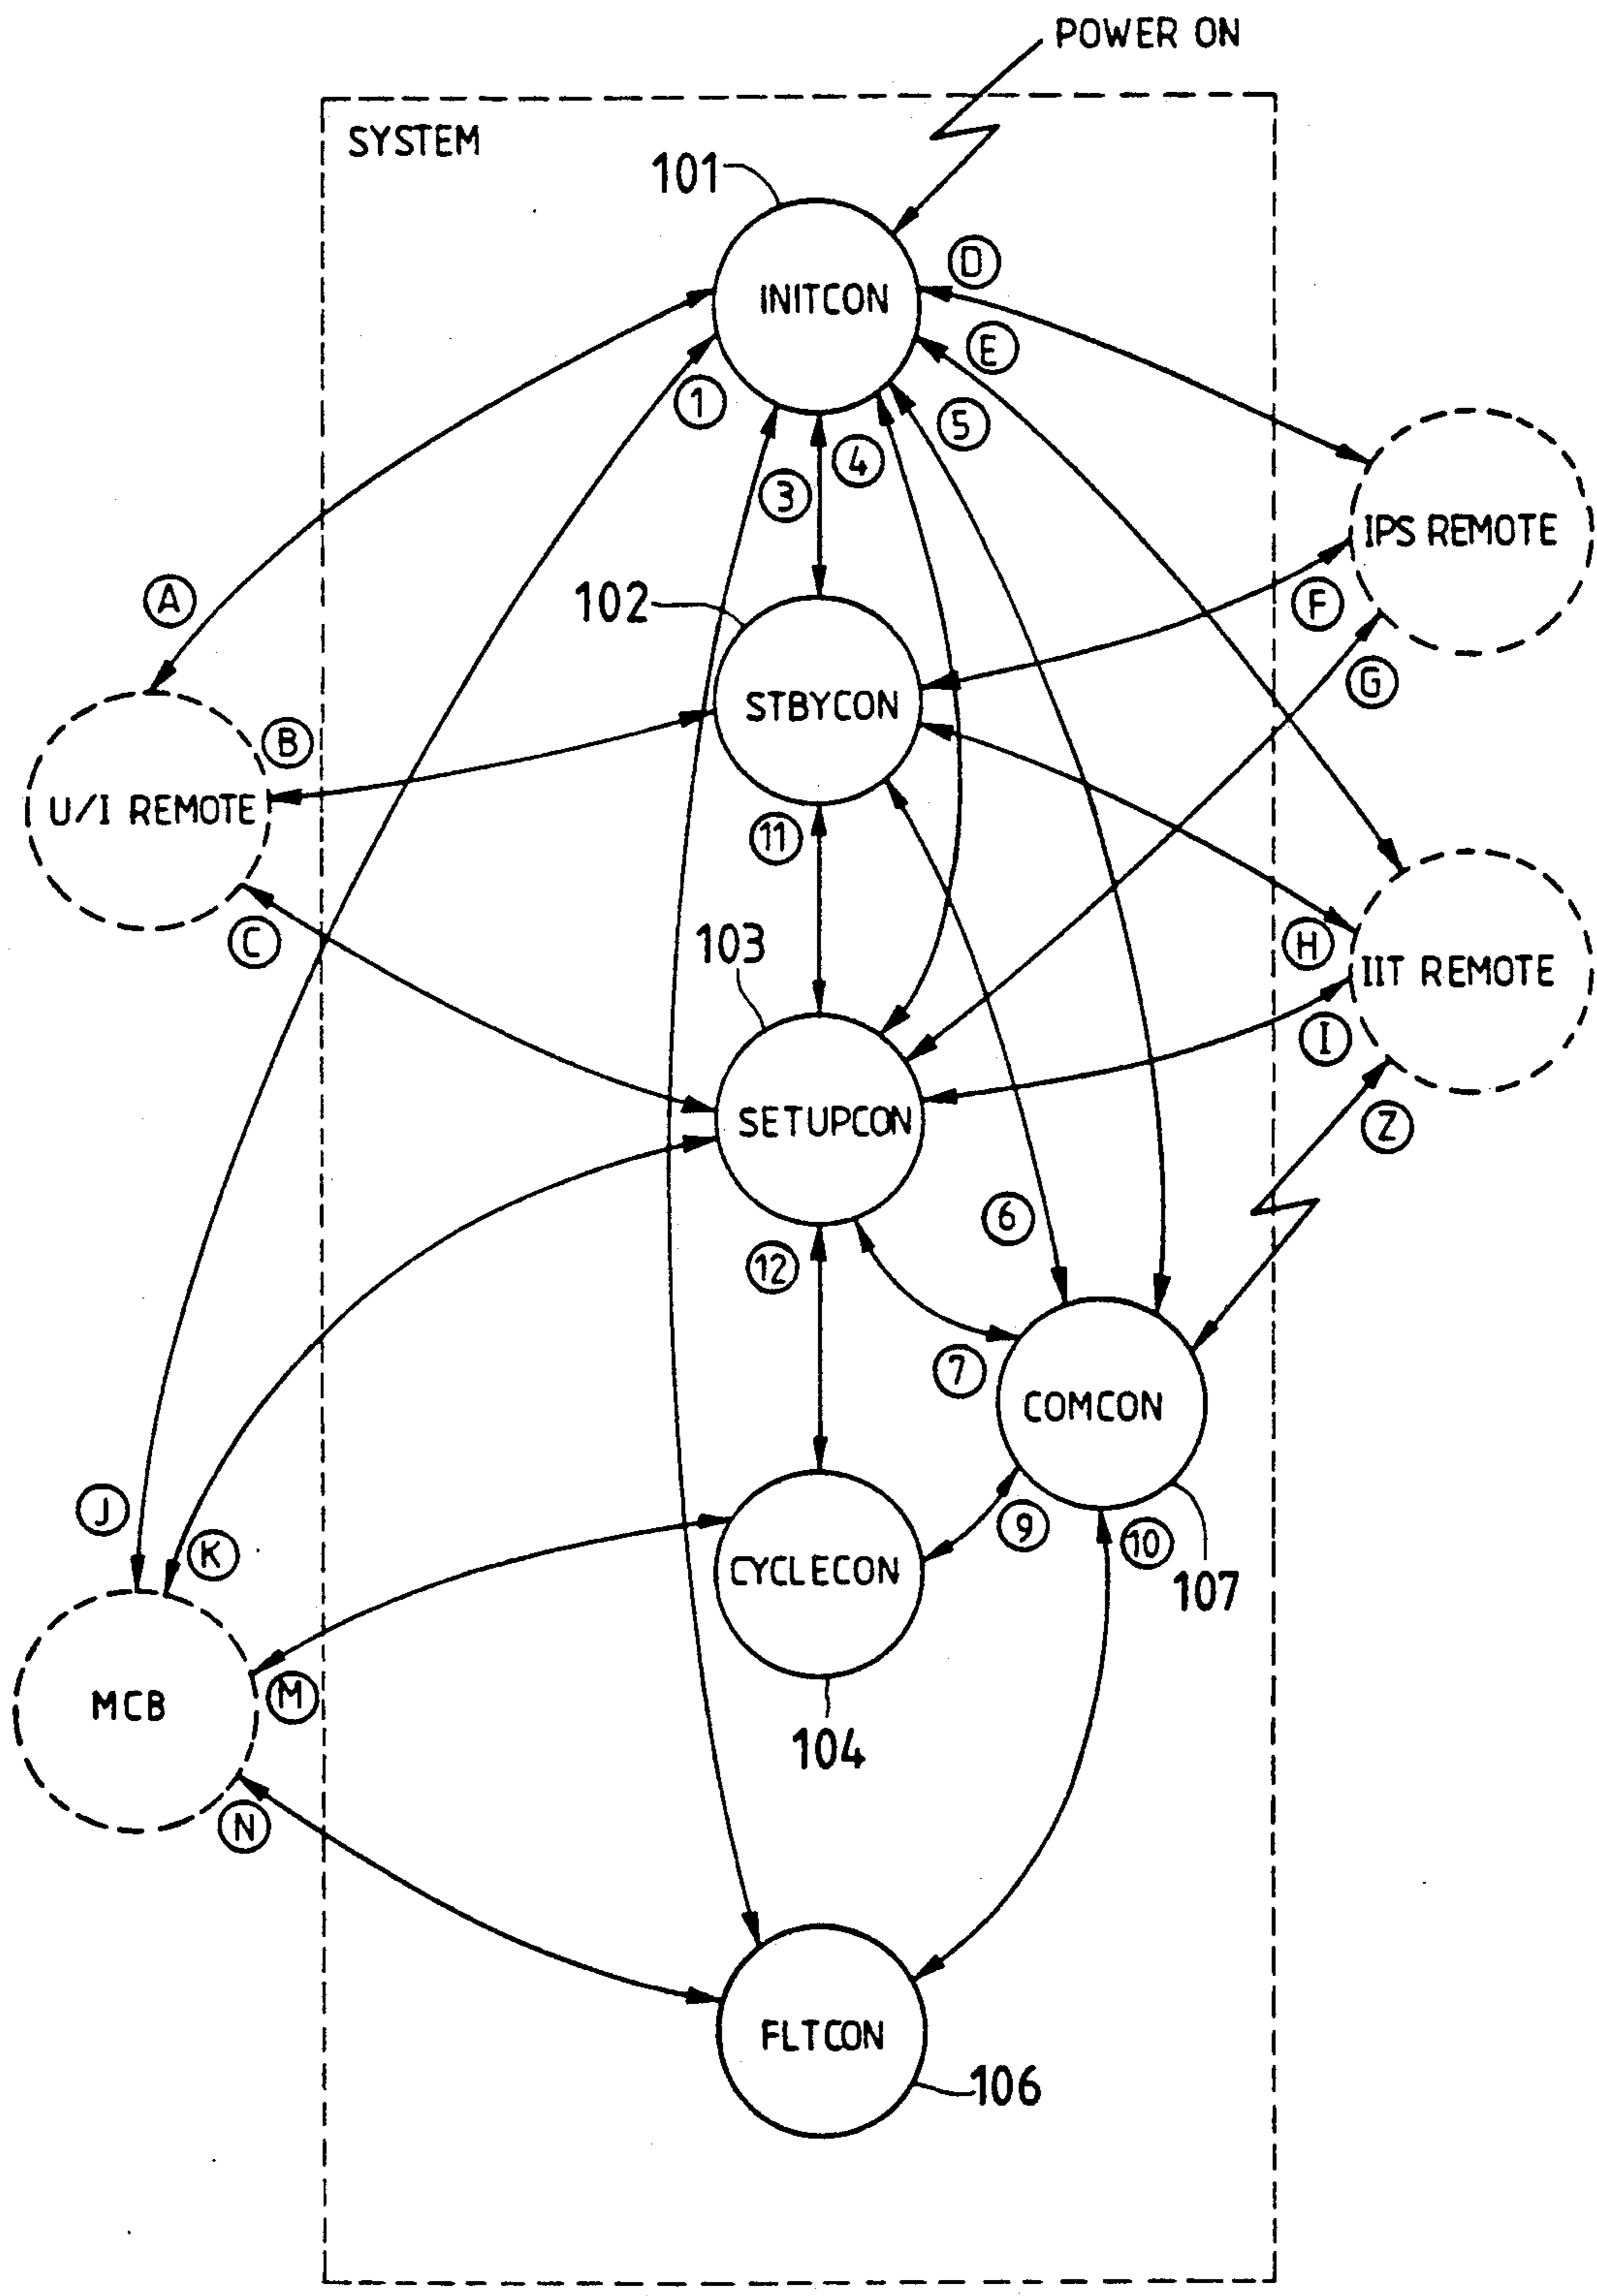 POWER ON
SYSTEM
101
INITCON
D
E
1
5
4
3
IPS REMOTE
A
102
F
G
STBYCON
B
U/I REMOTE
11
C
103
H
IIT REMOTE
I
SETUPCON
Z
6
12
7
COMCON
J
K
9
10
CYCLECON
107
M
MCB
104
N
FLTCON
106